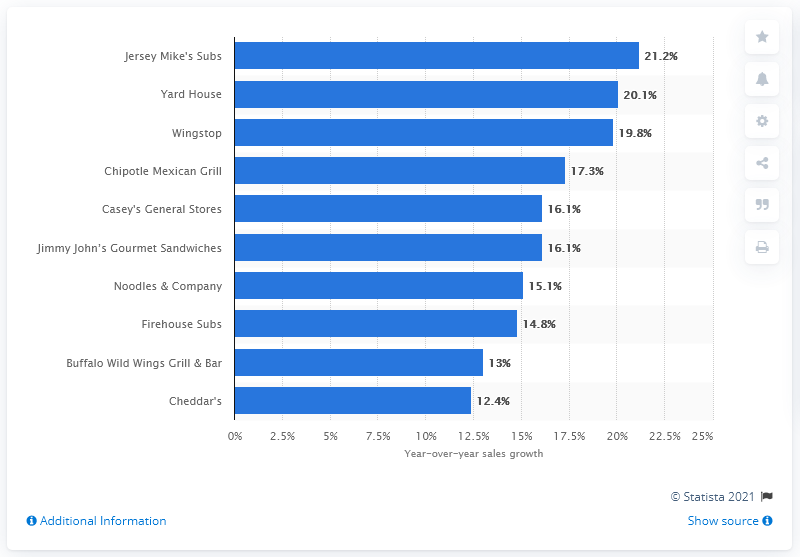 Jersey Mike's Subs 21.2%
Yard House 20.1%
Wingstop 19.8%
Chipotle Mexican Grill 17.3%
Casey's General Stores 16.1%
Jimmy John's Gourmet Sandwiches 16.1%
Noodles & Company 15.1%
Firehouse Subs 14.8%
Buffalo Wild Wings Grill & Bar 13%
Cheddar's 12.4%
0% 2.5% 5% 7.5% 10% 12.5% 15% 17.5% 20% 22.5% 25%
Year-over-year sales growth
© Statista 2021
Additional Information Show source